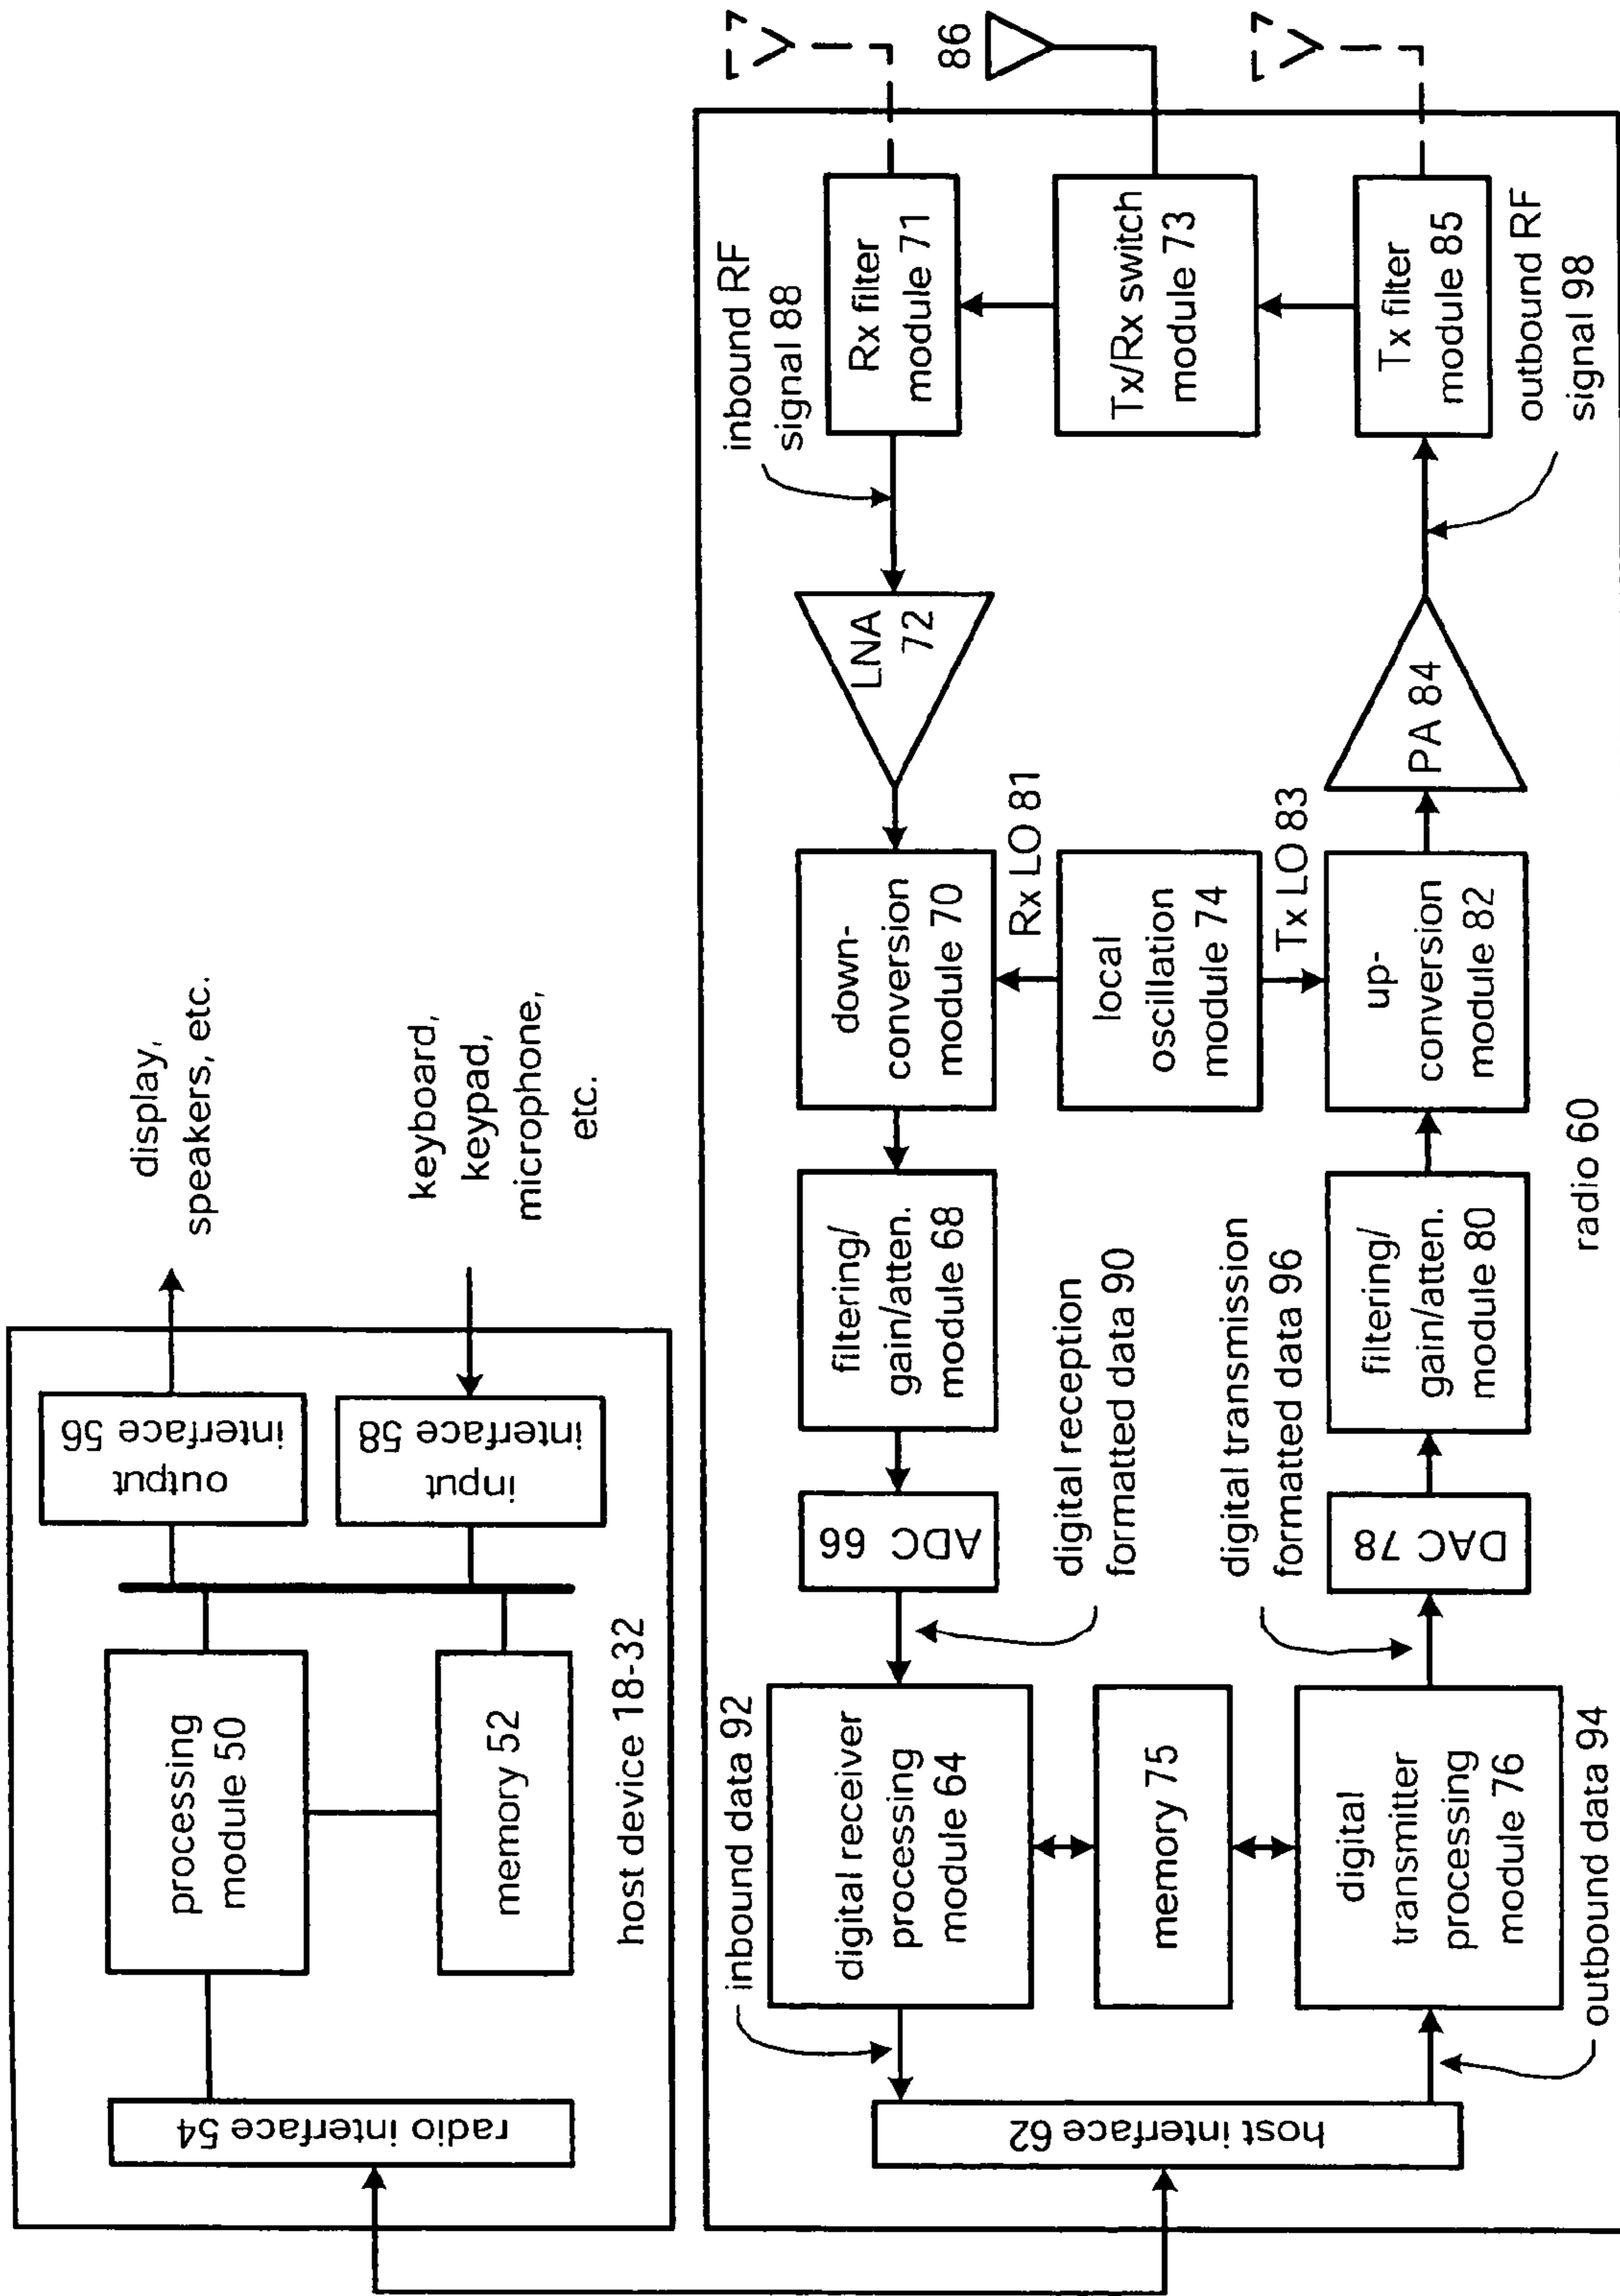 radio interface 54
processing
module 50
memory 52
output
interface 56
input
interface 58
display,
speakers, etc.
keyboard,
keypad,
microphone,
etc.
host device 18-32
host interface 62
inbound data 92
digital receiver
processing
module 64
memory 75
digital
transmitter
processing
module 76
outbound data 94
ADC 66
digital reception
formatted data 90
digital transmission
formatted data 96
DAC 78
filtering/
gain/atten.
module 68
filtering/
gain/atten.
module 80
down-
conversion
module 70
Rx LO 81
local
oscillation
module 74
Tx LO 83
up-
conversion
module 82
LNA
72
PA 84
inbound RF
signal 88
Rx filter
module 71
Tx/Rx switch
module 73
Tx filter
module 85
outbound RF
signal 98
86
radio 60